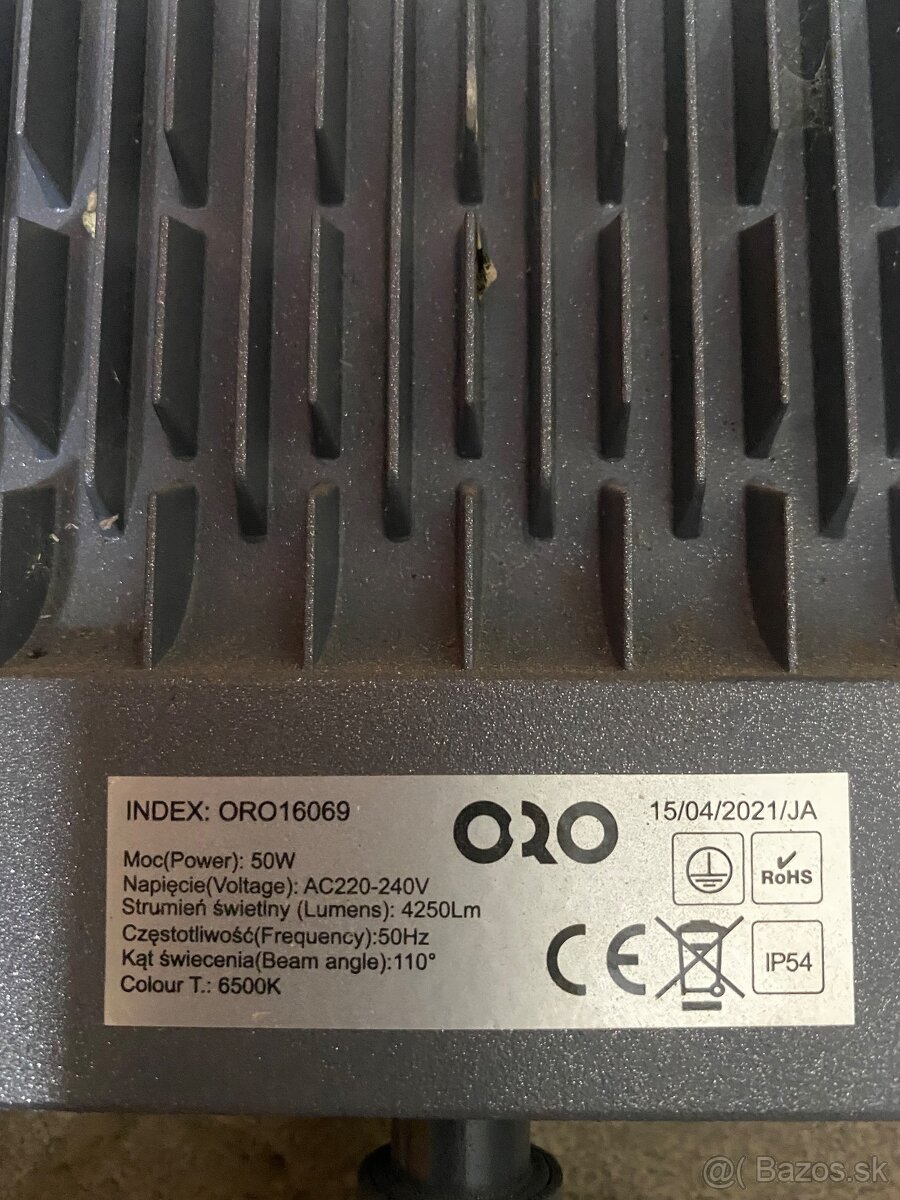 INDEX: ORO16069
ORO
15/04/2021/JA
Moc(Power): 50W
Napięcie(Voltage): AC220-240V
Strumień świetlny (Lumens): 4250Lm
Częstotliwość(Frequency):50Hz
Kąt świecenia(Beam angle):110°
Colour T.: 6500K
RoHS
CE
IP54
@( Bazos.sk